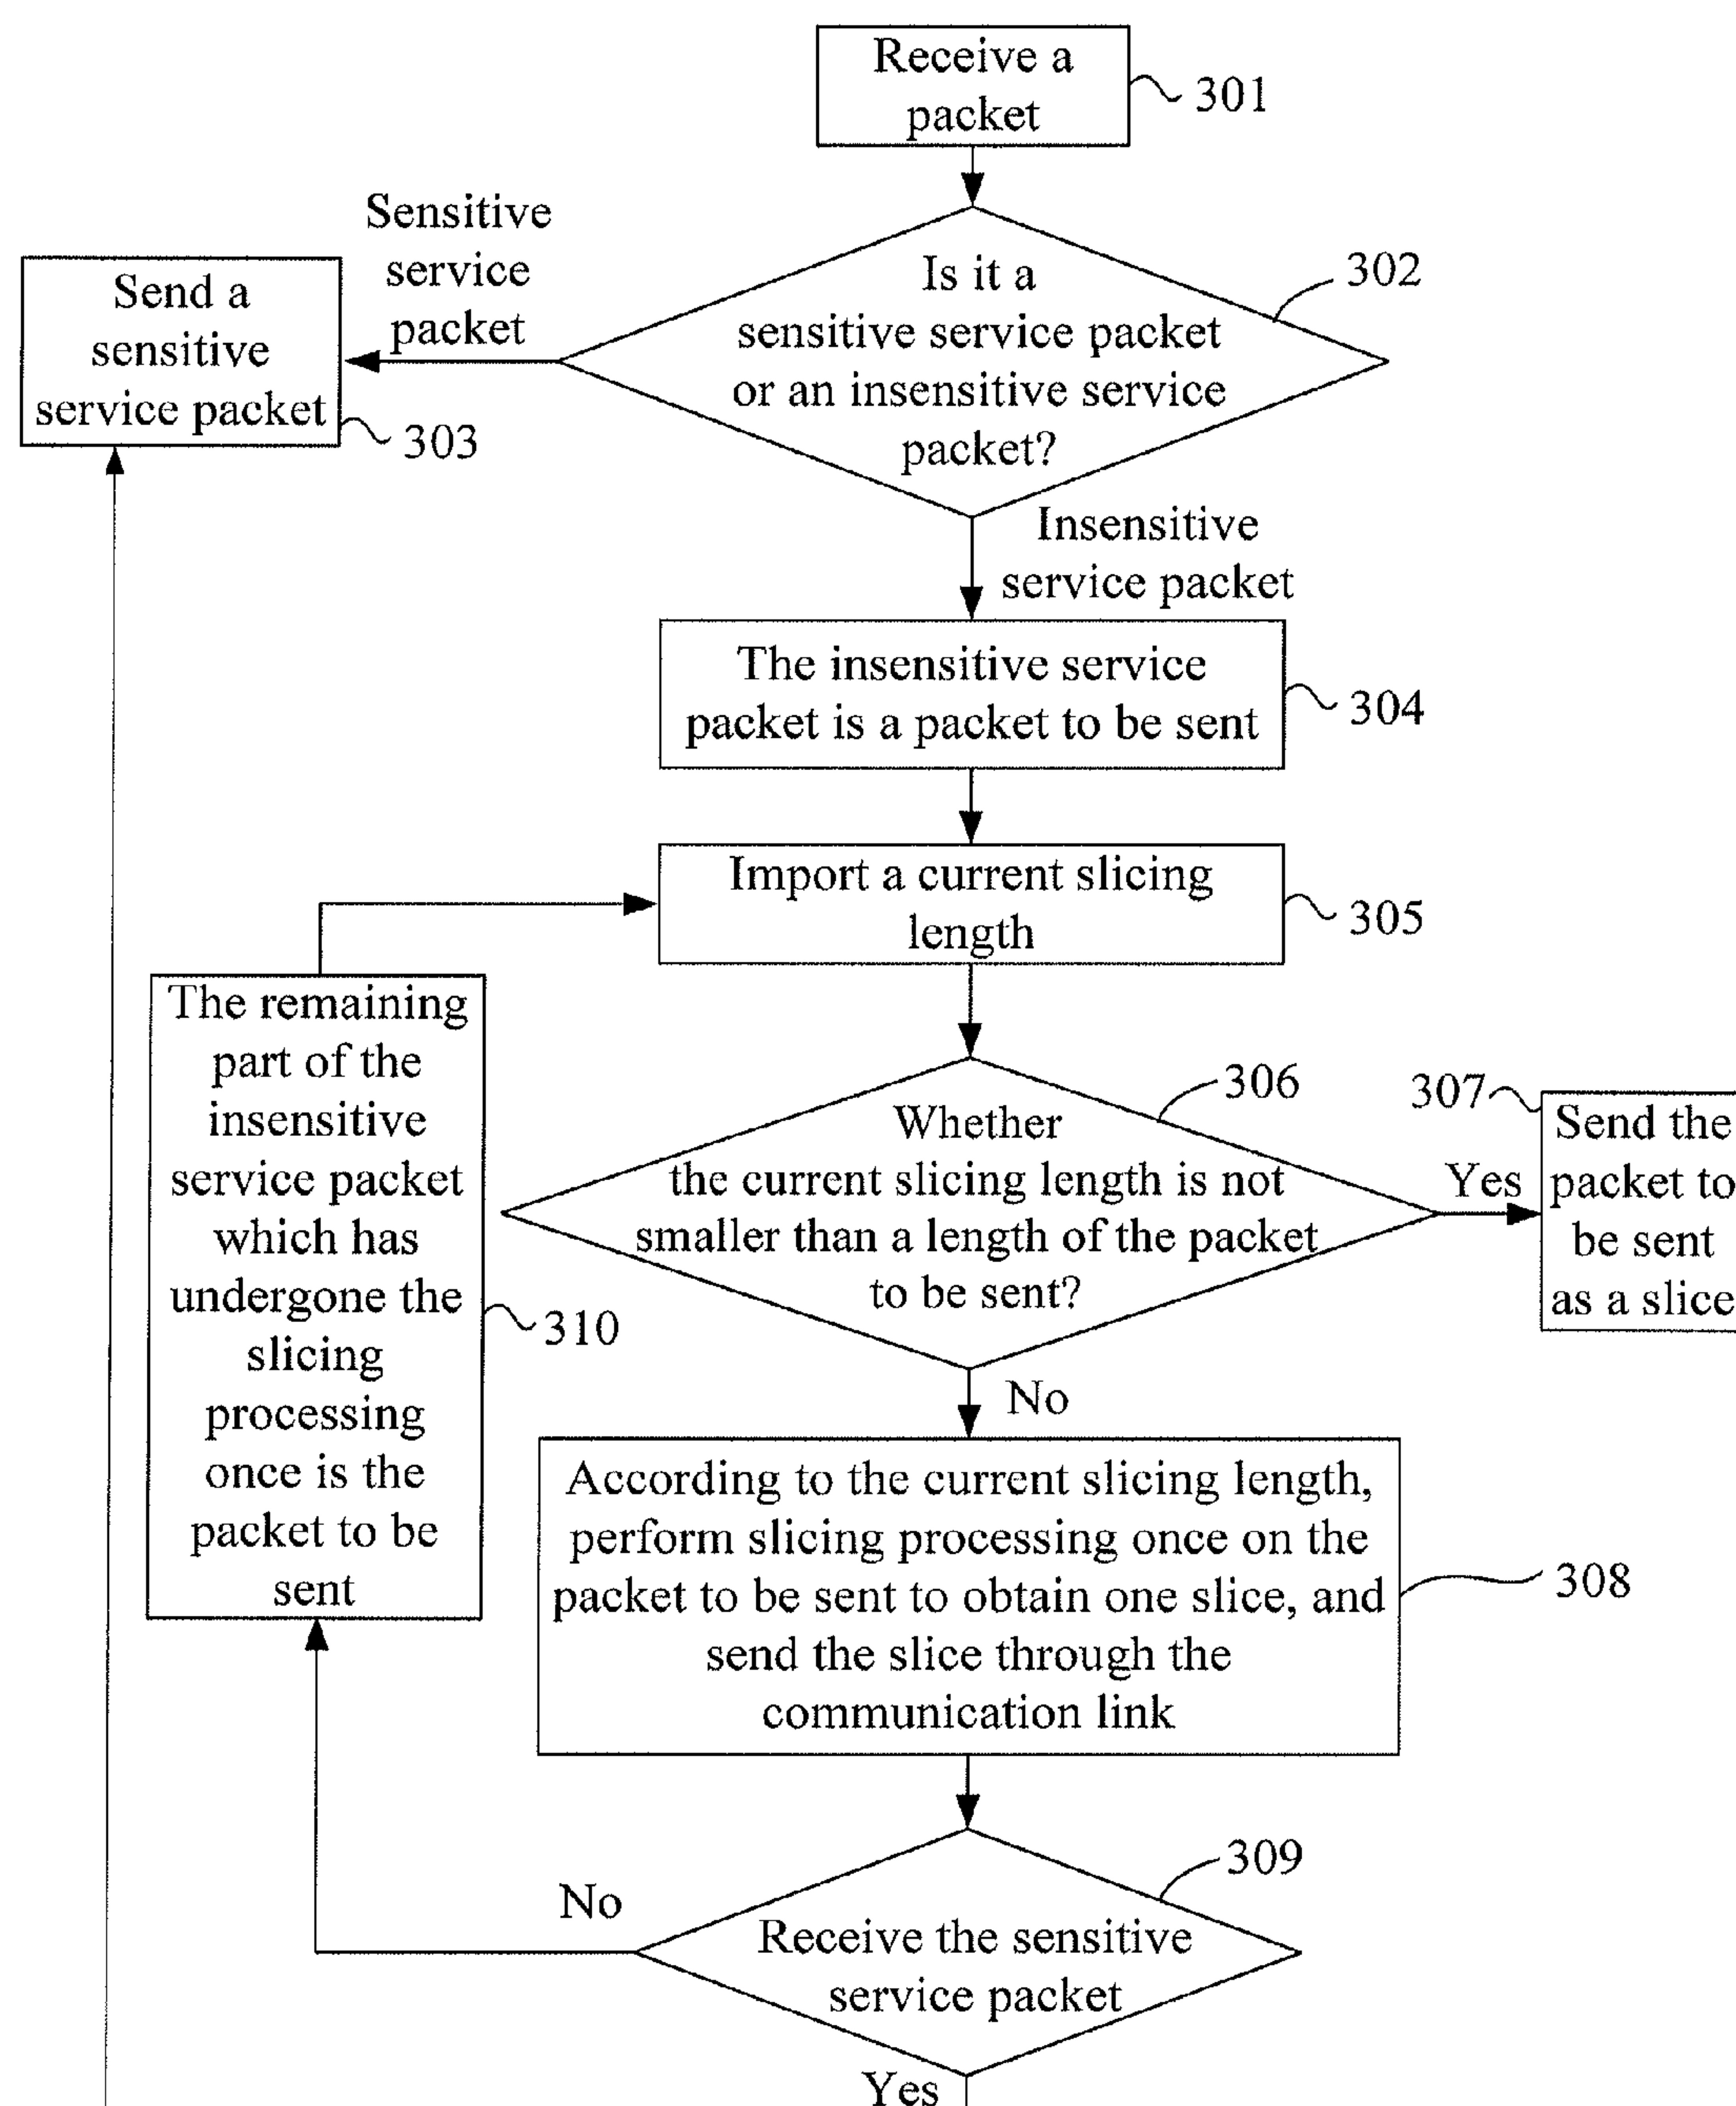 Receive a
packet
301
Sensitive
service
packet
Send a
sensitive
service packet
303
Is it a
sensitive service packet
or an insensitive service
packet?
302
Insensitive
service packet
The insensitive service
packet is a packet to be sent
304
Import a current slicing
length
305
The remaining
part of the
insensitive
service packet
which has
undergone the
slicing
processing
once is the
packet to be
sent
310
Whether
the current slicing length is not
smaller than a length of the packet
to be sent?
306
Yes
307
Send the
packet to
be sent
as a slice
No
According to the current slicing length,
perform slicing processing once on the
packet to be sent to obtain one slice, and
send the slice through the
communication link
308
No
Receive the sensitive
service packet
309
Yes